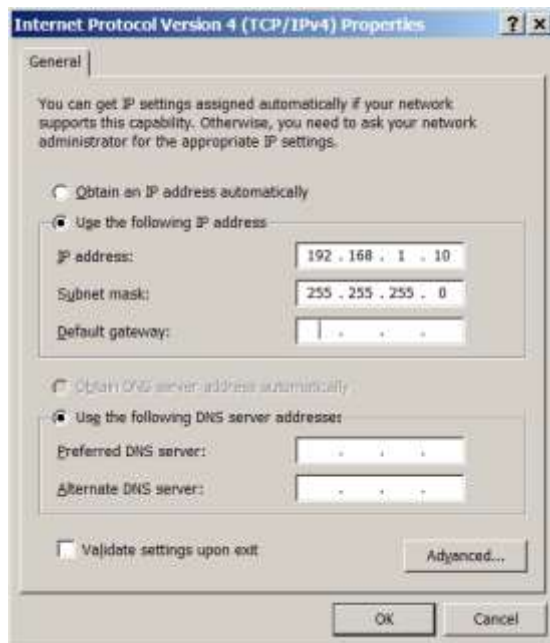 Internet Protocol Version 4 (TCP/IPv4) Properties
General
You can get IP settings assigned automatically if your network
supports this capability. Otherwise, you need to ask your network
administrator for the appropriate IP settings.
Obtain an IP address automatically
Use the following IP address
IP address: 192 . 168 . 1 . 10
Subnet mask: 255 . 255 . 255 . 0
Default gateway: . . .
Obtain DNS server address automatically
Use the following DNS server addresses
Preferred DNS server: . . .
Alternate DNS server: . . .
Validate settings upon exit
Advanced...
OK Cancel